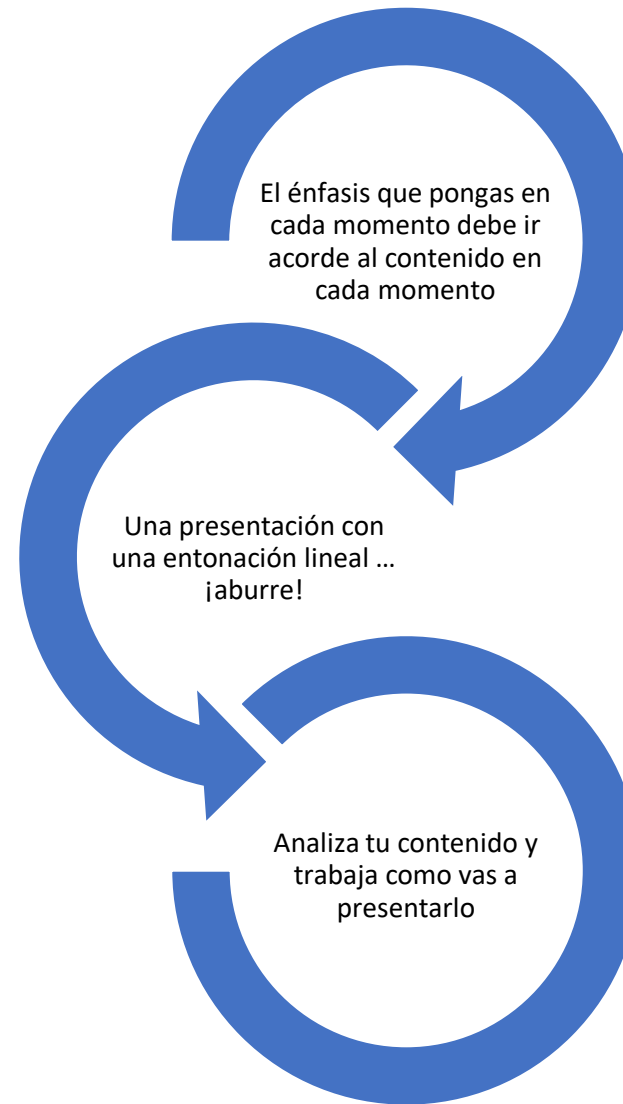 El énfasis que pongas en
cada momento debe ir
acorde al contenido en
cada momento
Una presentación con
una entonación lineal …
¡aburre!
Analiza tu contenido y
trabaja como vas a
presentarlo